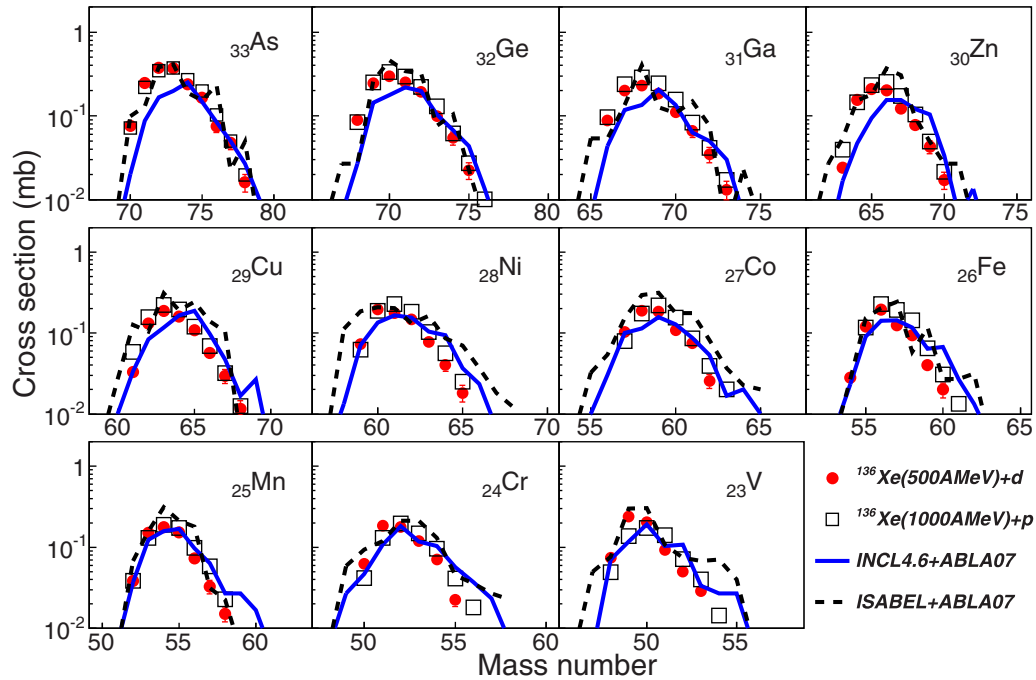 ₃₃As ₃₂Ge ₃₁Ga ₃₀Zn
1
10⁻¹
10⁻²
70 75 80 70 75 80 65 70 75 65 70 75
Cross section (mb)
₂₉Cu ₂₈Ni ₂₇Co ₂₆Fe
1
10⁻¹
10⁻²
60 65 70 60 65 70 55 60 65 55 60 65
₂₅Mn ₂₄Cr ₂₃V
1
10⁻¹
10⁻²
50 55 60 50 55 60 50 55
Mass number
¹³⁶Xe(500AMeV)+d
¹³⁶Xe(1000AMeV)+p
INCL4.6+ABLA07
ISABEL+ABLA07